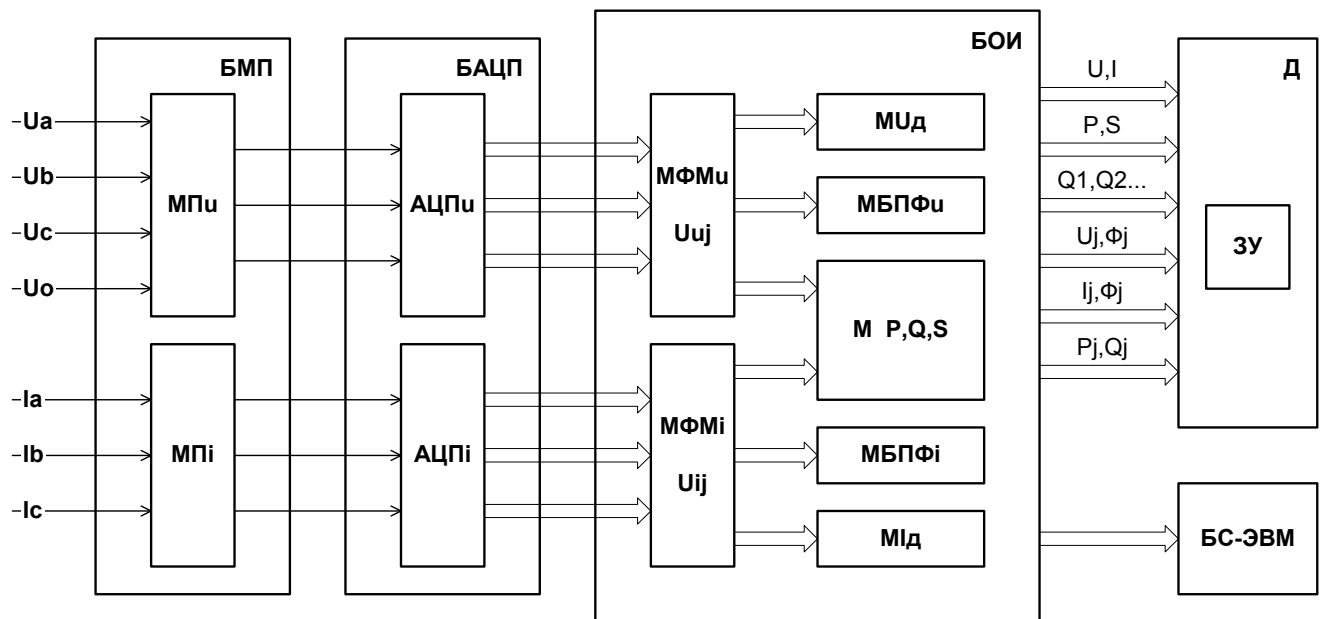 БМП
БАЦП
БОИ
Д
Ua
Ub
Uc
Uo
Ia
Ib
Ic
МПu
МПi
АЦПu
АЦПi
МФМu
Uuj
МФМi
Uij
МUд
МБПФu
М P,Q,S
МБПФi
МIд
U,I
P,S
Q1,Q2...
Uj,Фj
Ij,Фj
Pj,Qj
ЗУ
БС-ЭВМ